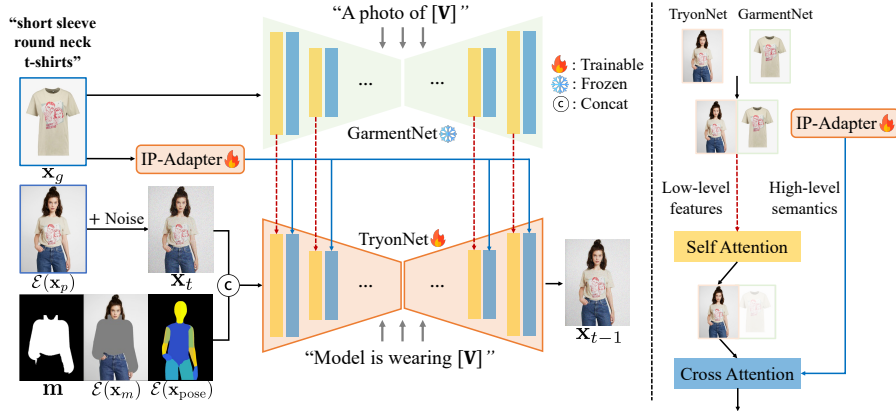 “short sleeve
round neck
t-shirts”
x_g
“A photo of [V]”
...
...
GarmentNet
: Trainable
: Frozen
C : Concat
IP-Adapter
+ Noise
ℰ(x_p)
x_t
C
TryonNet
...
...
x_{t−1}
m
ℰ(x_m)
ℰ(x_pose)
“Model is wearing [V]”
TryonNet
GarmentNet
IP-Adapter
Low-level
features
High-level
semantics
Self Attention
Cross Attention